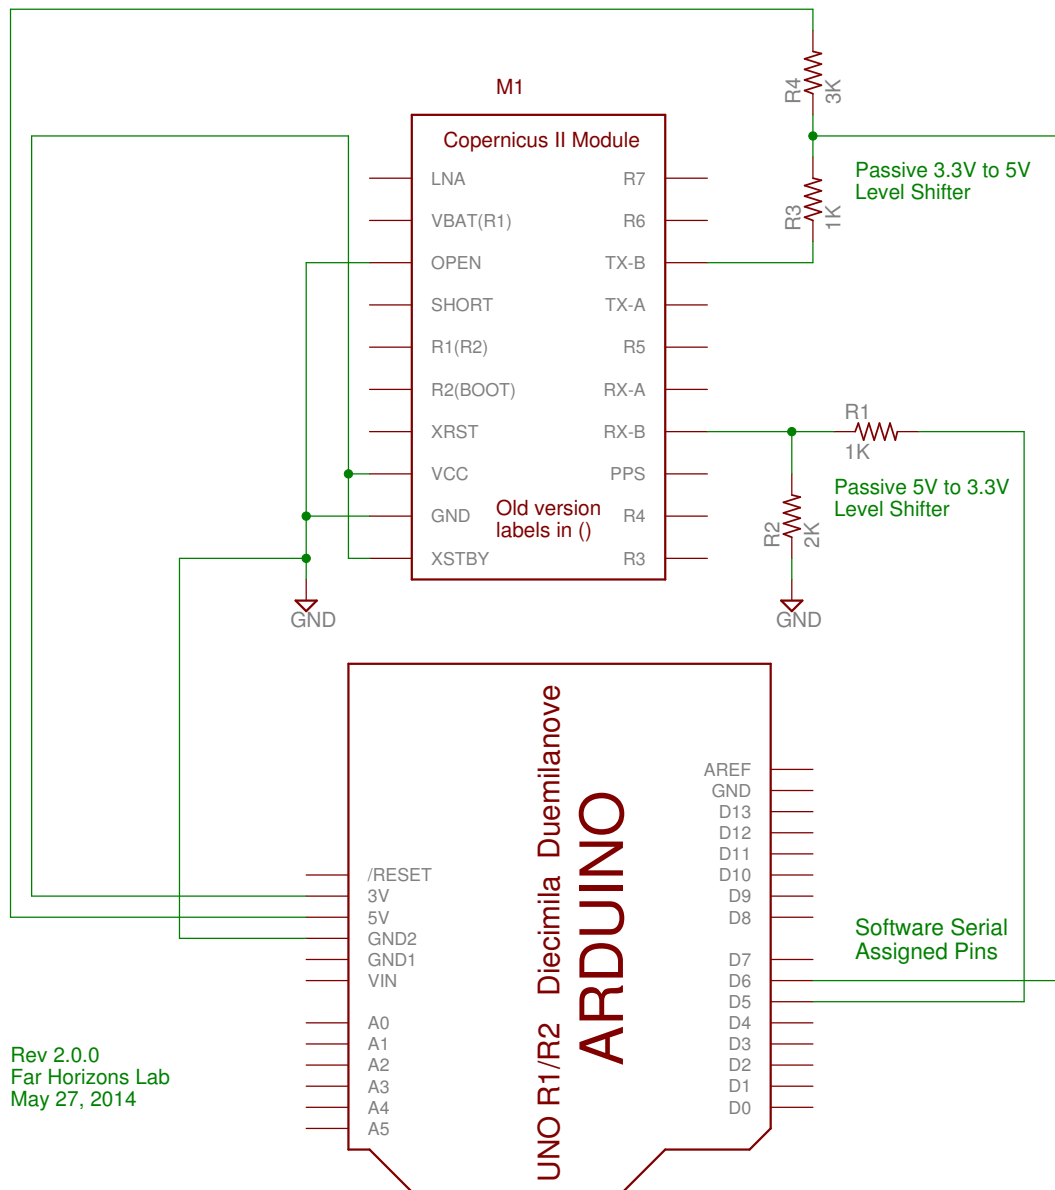 M1
Copernicus II Module
LNA
VBAT(R1)
OPEN
SHORT
R1(R2)
R2(BOOT)
XRST
VCC
GND
XSTBY
R7
R6
TX-B
TX-A
R5
RX-A
RX-B
PPS
R4
R3
Old version
labels in ()
R4
3K
R3
1K
Passive 3.3V to 5V
Level Shifter
R1
1K
Passive 5V to 3.3V
Level Shifter
R2
2K
GND
GND
UNO R1/R2 Diecimila Duemilanove
ARDUINO
/RESET
3V
5V
GND2
GND1
VIN
A0
A1
A2
A3
A4
A5
AREF
GND
D13
D12
D11
D10
D9
D8
D7
D6
D5
D4
D3
D2
D1
D0
Software Serial
Assigned Pins
Rev 2.0.0
Far Horizons Lab
May 27, 2014